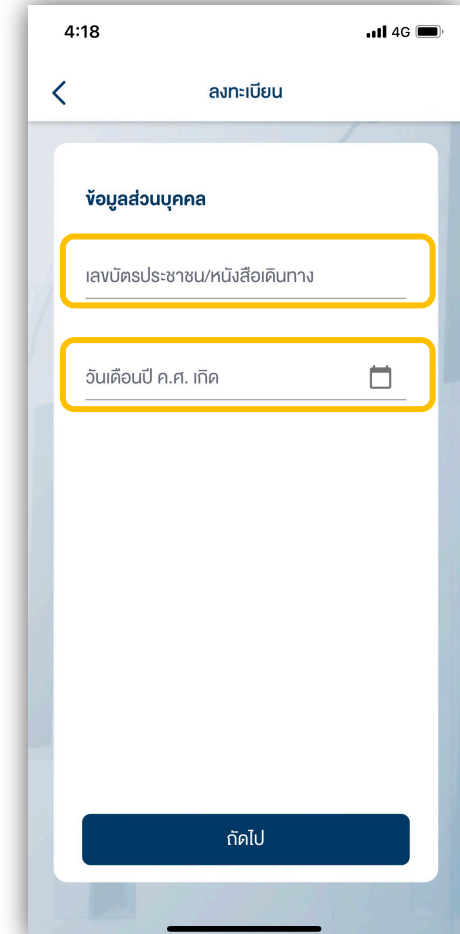 4:18
4G
ลงทะเบียน
ข้อมูลส่วนบุคคล
เลขบัตรประชาชน/หนังสือเดินทาง
วันเดือนปี ค.ศ. เกิด
ถัดไป